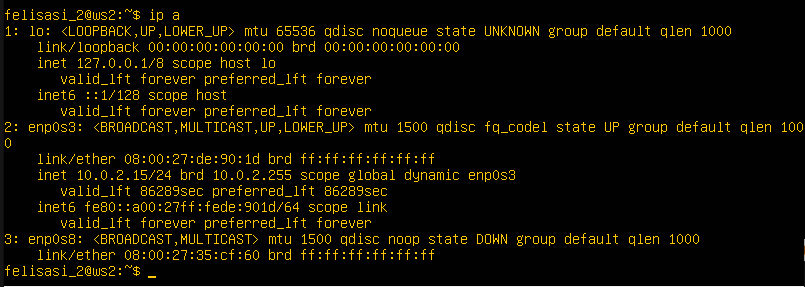 felisasi_2@ws2:~$ ip a
1: lo: <LOOPBACK,UP,LOWER_UP> mtu 65536 qdisc noqueue state UNKNOWN group default qlen 1000
    link/loopback 00:00:00:00:00:00 brd 00:00:00:00:00:00
    inet 127.0.0.1/8 scope host lo
       valid_lft forever preferred_lft forever
    inet6 ::1/128 scope host
       valid_lft forever preferred_lft forever
2: enp0s3: <BROADCAST,MULTICAST,UP,LOWER_UP> mtu 1500 qdisc fq_codel state UP group default qlen 100
0
    link/ether 08:00:27:de:90:1d brd ff:ff:ff:ff:ff:ff
    inet 10.0.2.15/24 brd 10.0.2.255 scope global dynamic enp0s3
       valid_lft 86289sec preferred_lft 86289sec
    inet6 fe80::a00:27ff:fede:901d/64 scope link
       valid_lft forever preferred_lft forever
3: enp0s8: <BROADCAST,MULTICAST> mtu 1500 qdisc noop state DOWN group default qlen 1000
    link/ether 08:00:27:35:cf:60 brd ff:ff:ff:ff:ff:ff
felisasi_2@ws2:~$ _